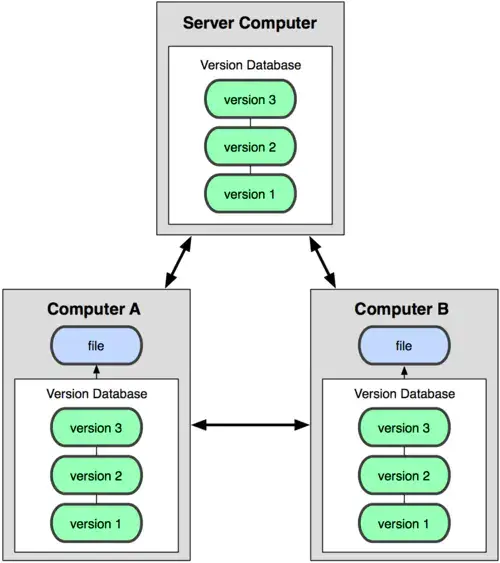 Server Computer
Version Database
version 3
version 2
version 1
Computer A
file
Version Database
version 3
version 2
version 1
Computer B
file
Version Database
version 3
version 2
version 1